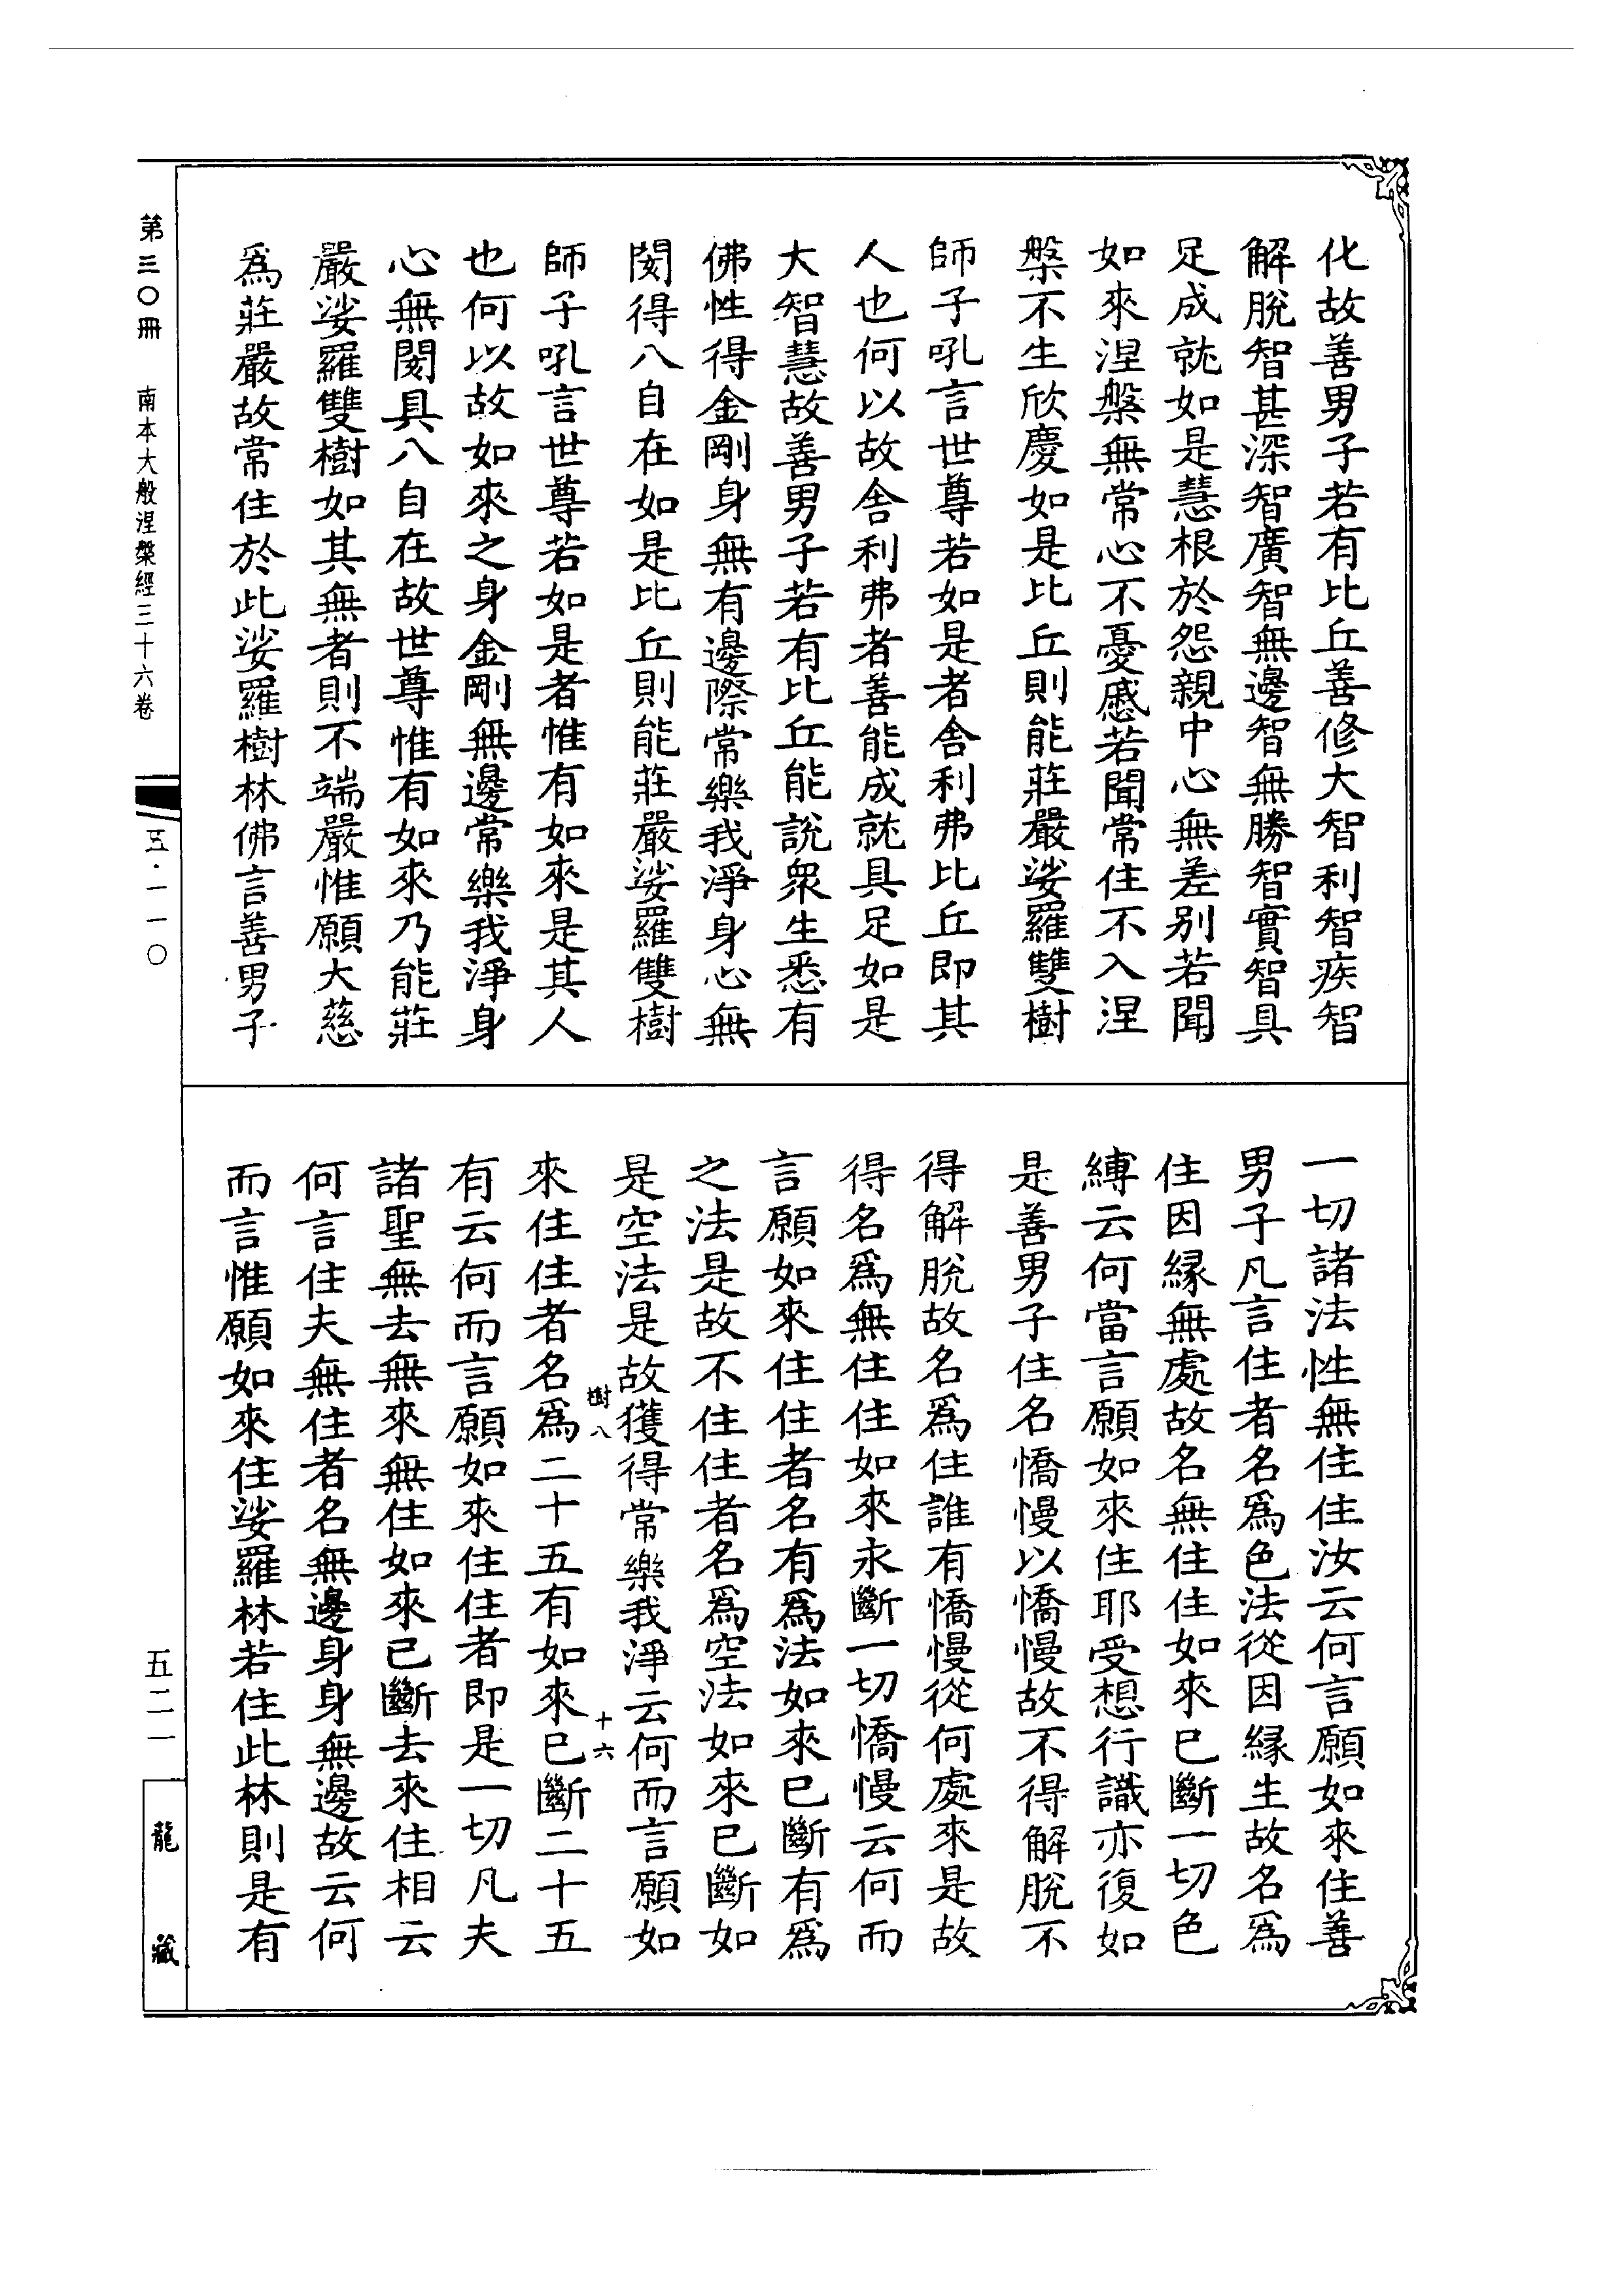 化故善男子若有比丘善修大智利智疾智
解脫智甚深智廣智無邊智無勝智實智具
足成就如是慧根於怨親中心無差别若聞
如來涅槃無常心不憂慼若聞常住不入涅
槃不生欣慶如是比丘則能莊嚴娑羅雙樹
師子吼言世尊若如是者舍利弗比丘即其
人也何以故舍利弗者善能成就具足如是
大智慧故善男子若有比丘能說衆生悉有
佛性得金剛身無有邊際常樂我淨身心無
閡得八自在如是比丘則能莊嚴娑羅雙樹
師子吼言世尊若如是者惟有如來是其人
也何以故如來之身金剛無邊常樂我淨身
心無閡具八自在故世尊惟有如來乃能莊
嚴娑羅雙樹如其無者則不端嚴惟願大慈
爲莊嚴故常住於此娑羅樹林佛言善男子
一切諸法性無住住汝云何言願如來住善
男子凡言住者名爲色法從因緣生故名爲
住因緣無處故名無住住如來已斷一切色
縛云何當言願如來住耶受想行識亦復如
是善男子住名憍慢以憍慢故不得解脫不
得解脫故名爲住誰有憍慢從何處來是故
得名爲無住住如來永斷一切憍慢云何而
言願如來住住者名有爲法如來已斷有爲
之法是故不住住者名爲空法如來已斷如
是空法是故獲得常樂我淨云何而言願如
樹八
十六
來住住者名爲二十五有如來已斷二十五
有云何而言願如來住住者即是一切凡夫
諸聖無去無來無住如來已斷去來住相云
何言住夫無住者名無邊身身無邊故云何
而言惟願如來住娑羅林若住此林則是有
第三〇冊
南本大般涅槃經三十六卷
五·一一〇
五二一
龍藏